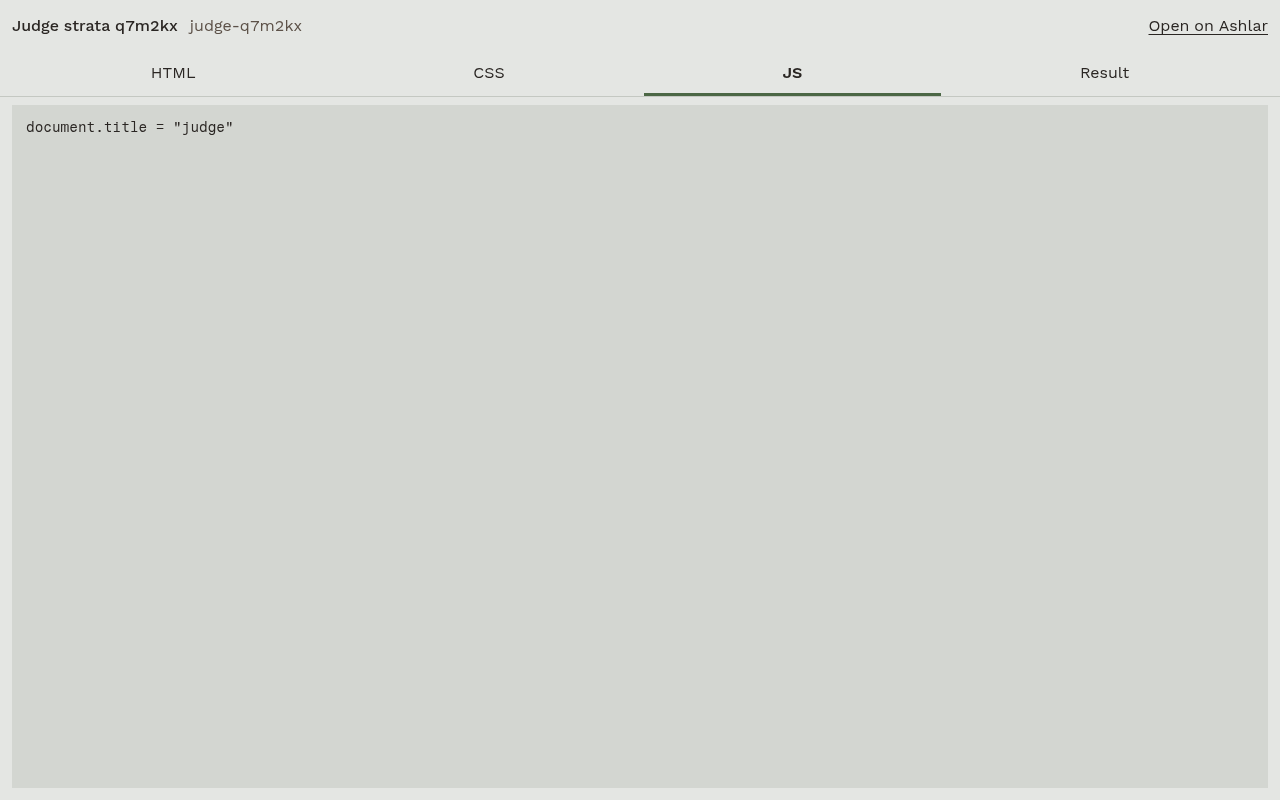 Judge strata q7m2kx judge-q7m2kx Open on Ashlar
HTML CSS JS Result
document.title = "judge"